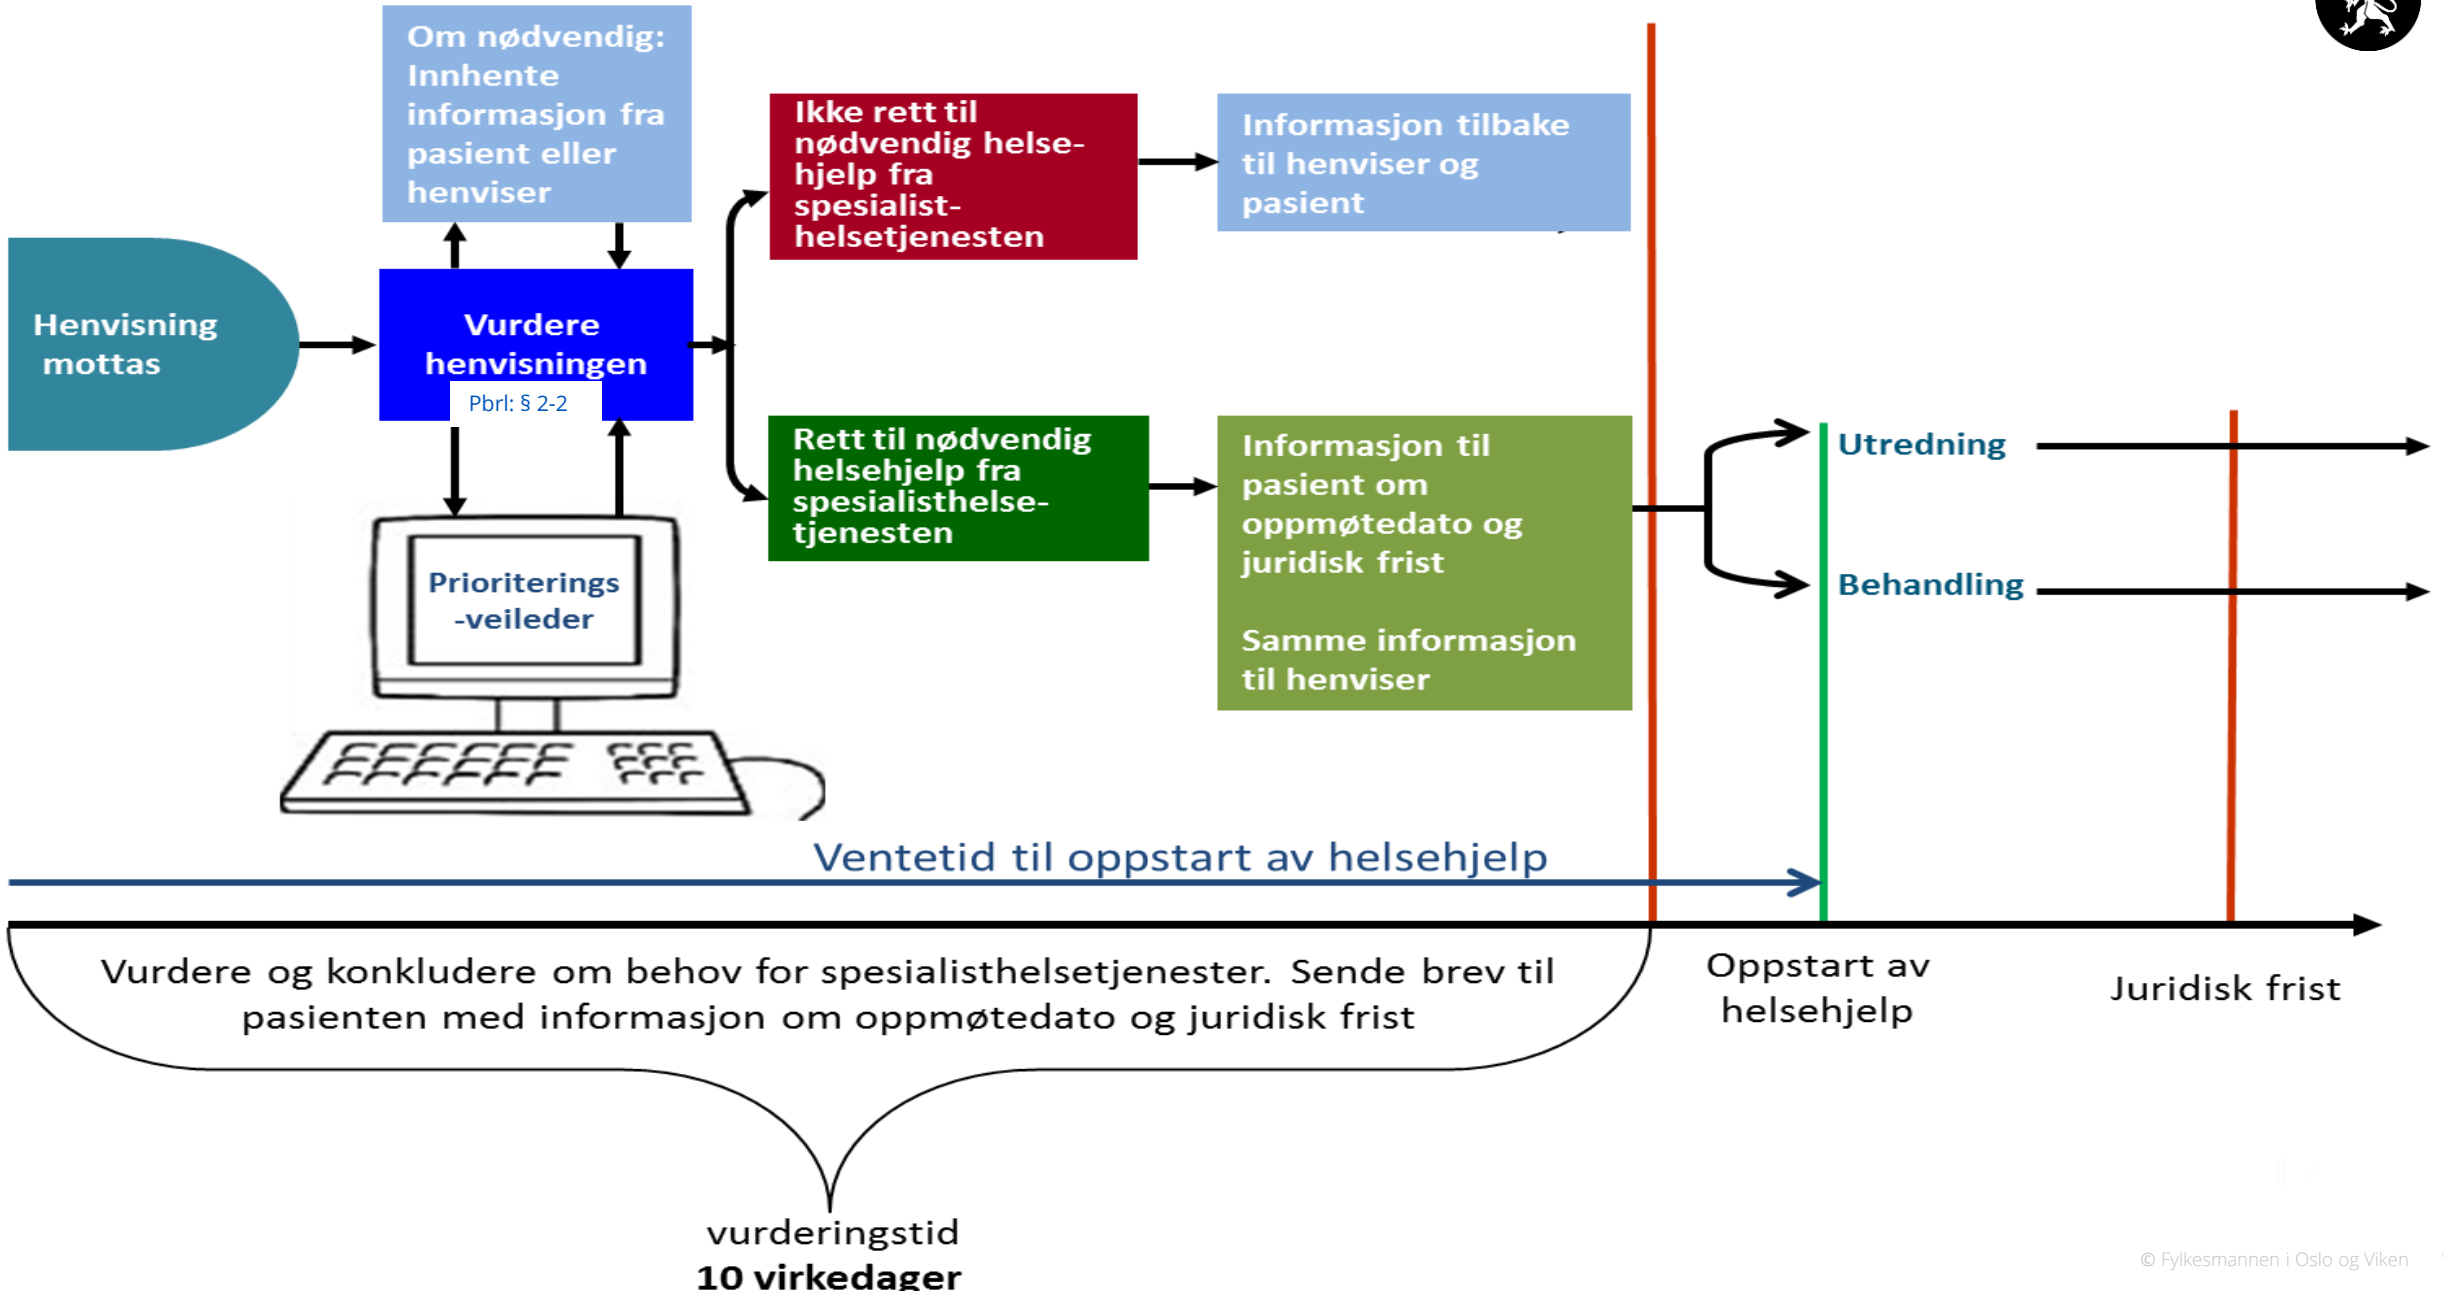 Om nødvendig:
Innhente
informasjon fra
pasient eller
henviser
Ikke rett til
nødvendig helse-
hjelp fra
spesialist-
helsetjenesten
Informasjon tilbake
til henviser og
pasient
Henvisning
mottas
Vurdere
henvisningen
Pbrl: § 2-2
Rett til nødvendig
helsehjelp fra
spesialisthelse-
tjenesten
Informasjon til
pasient om
oppmøtedato og
juridisk frist
Samme informasjon
til henviser
Utredning
Behandling
Prioriterings
-veileder
Ventetid til oppstart av helsehjelp
Vurdere og konkludere om behov for spesialisthelsetjenester. Sende brev til
pasienten med informasjon om oppmøtedato og juridisk frist
Oppstart av
helsehjelp
Juridisk frist
vurderingstid
10 virkedager
© Fylkesmannen i Oslo og Viken